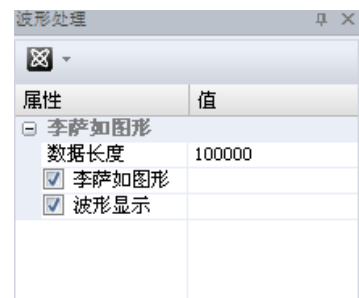 波形处理
属性 值
李萨如图形
数据长度 100000
李萨如图形
波形显示